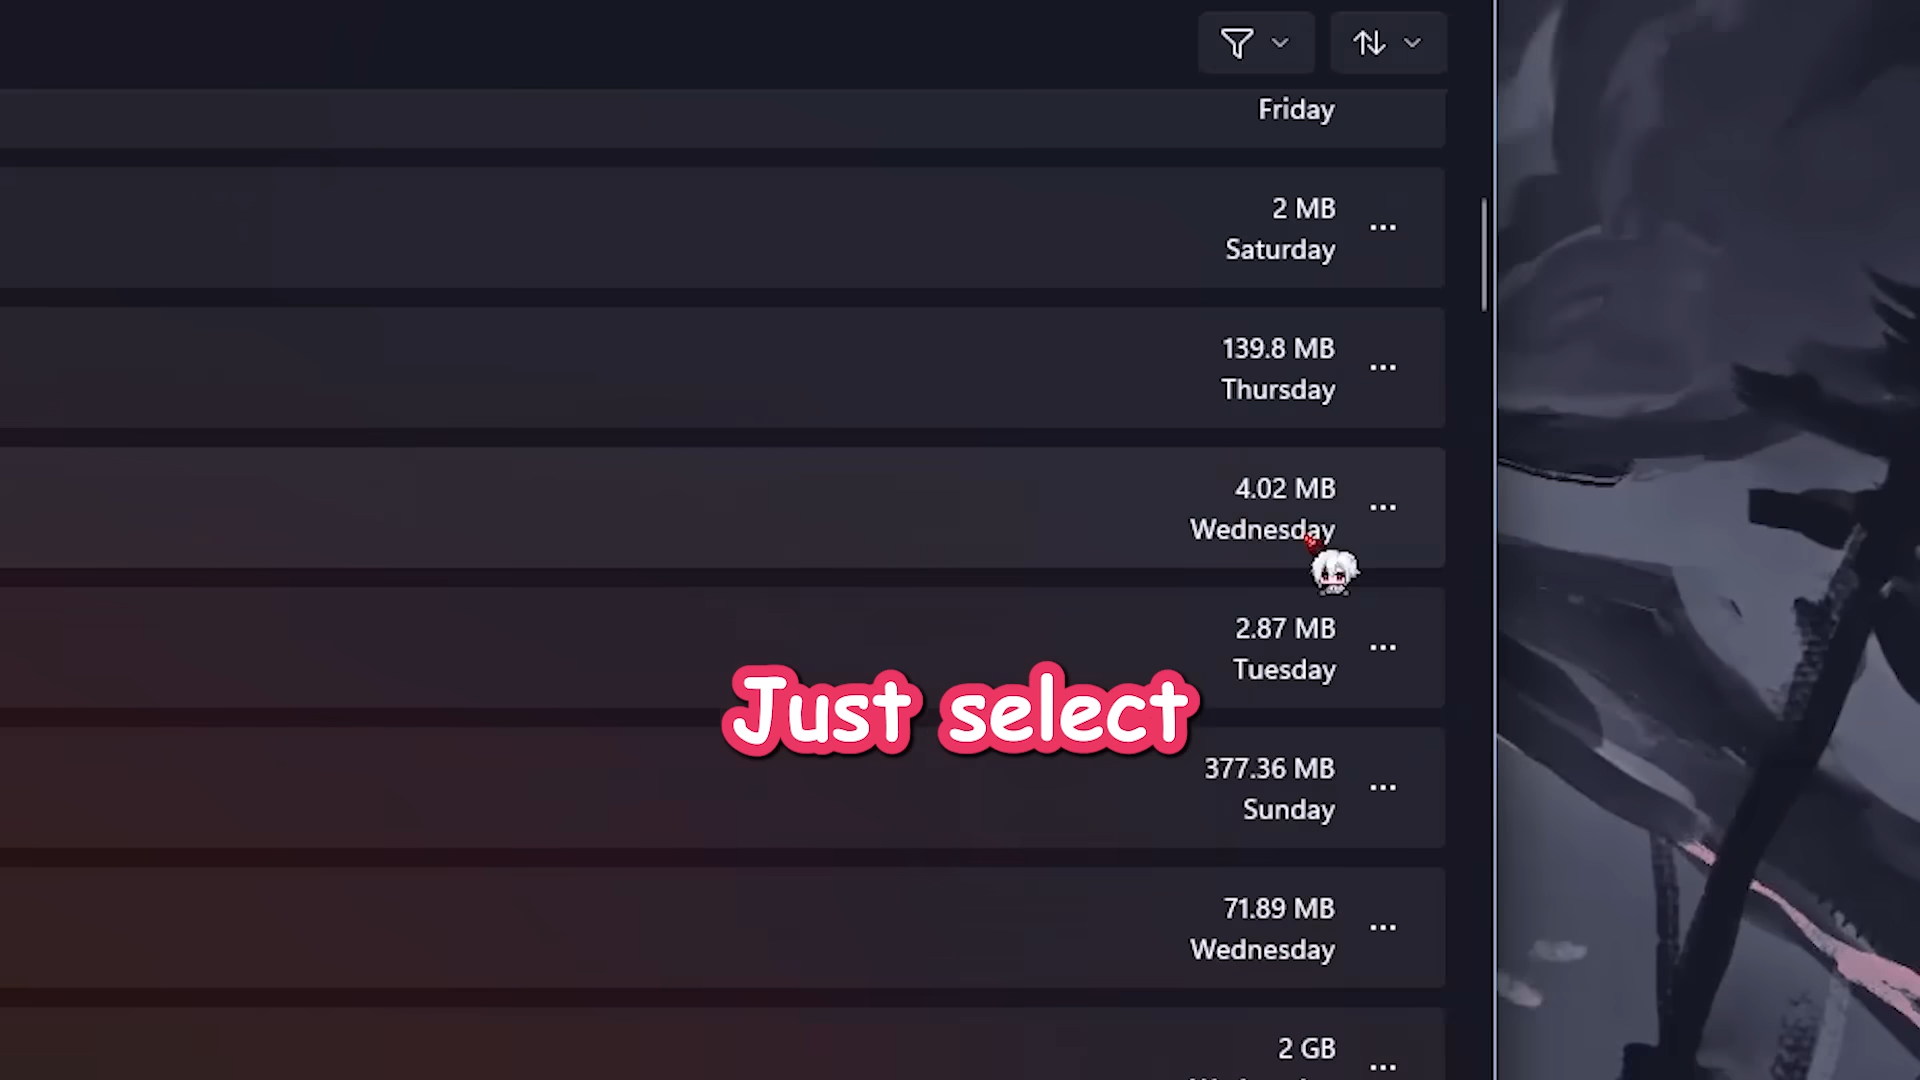 Friday
2 MB
Saturday
139.8 MB
Thursday
4.02 MB
Wednesday
2.87 MB
Tuesday
Just select
377.36 MB
Sunday
71.89 MB
Wednesday
2 GB